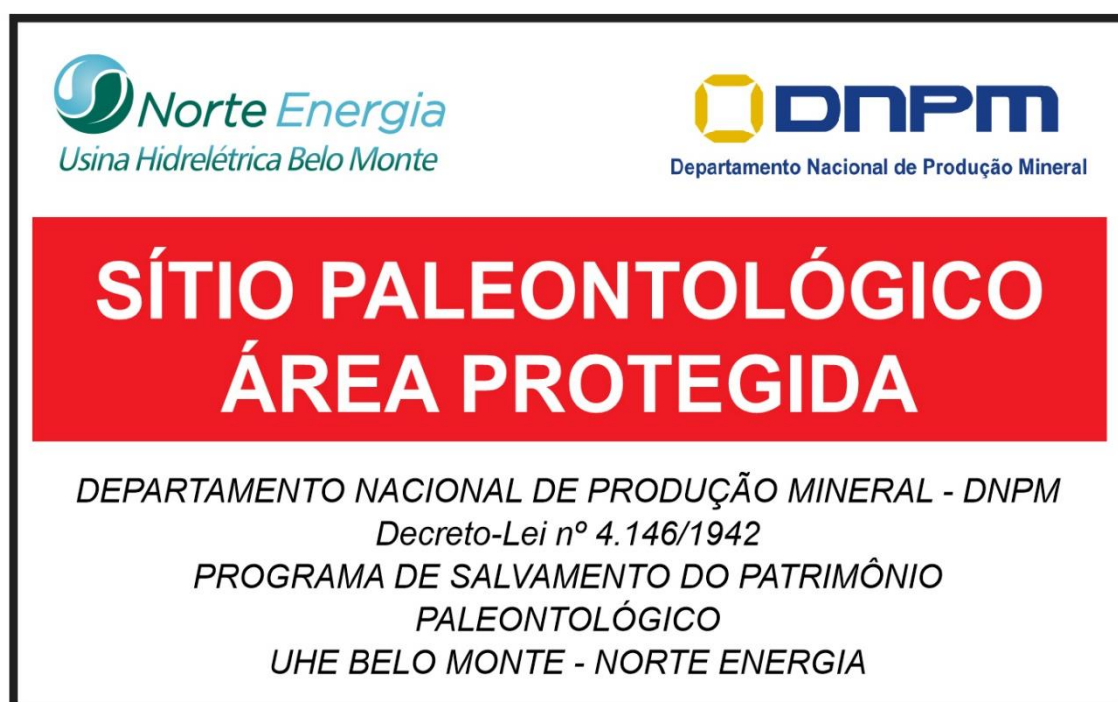 Norte Energia
Usina Hidrelétrica Belo Monte
DNPM
Departamento Nacional de Produção Mineral
SÍTIO PALEONTOLÓGICO
ÁREA PROTEGIDA
DEPARTAMENTO NACIONAL DE PRODUÇÃO MINERAL - DNPM
Decreto-Lei nº 4.146/1942
PROGRAMA DE SALVAMENTO DO PATRIMÔNIO
PALEONTOLÓGICO
UHE BELO MONTE - NORTE ENERGIA